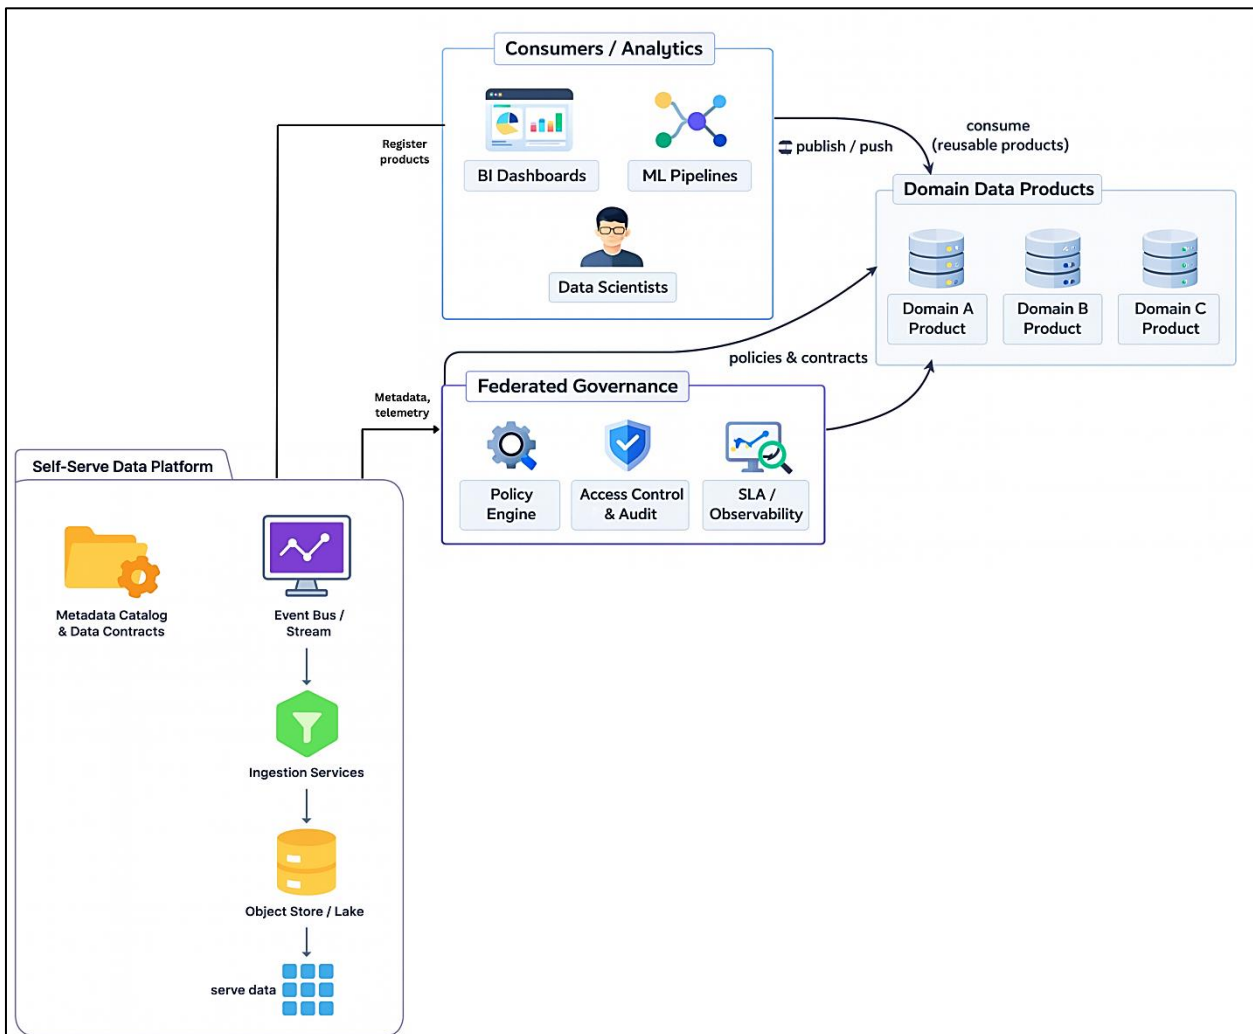 Consumers / Analytics
Register
products
BI Dashboards
ML Pipelines
Data Scientists
publish / push
consume
(reusable products)
Domain Data Products
Domain A
Product
Domain B
Product
Domain C
Product
policies & contracts
Metadata,
telemetry
Federated Governance
Policy
Engine
Access Control
& Audit
SLA /
Observability
Self-Serve Data Platform
Metadata Catalog
& Data Contracts
Event Bus /
Stream
Ingestion Services
Object Store / Lake
serve data